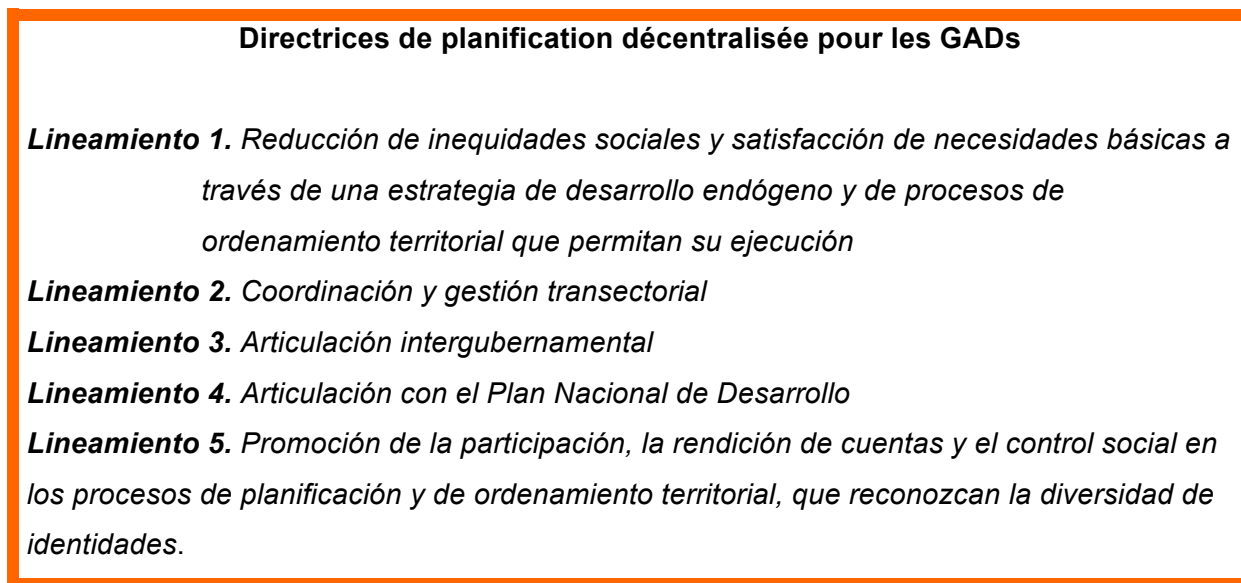 Directrices de planification décentralisée pour les GADs
Lineamiento 1. Reducción de inequidades sociales y satisfacción de necesidades básicas a
través de una estrategia de desarrollo endógeno y de procesos de
ordenamiento territorial que permitan su ejecución
Lineamiento 2. Coordinación y gestión transectorial
Lineamiento 3. Articulación intergubernamental
Lineamiento 4. Articulación con el Plan Nacional de Desarrollo
Lineamiento 5. Promoción de la participación, la rendición de cuentas y el control social en
los procesos de planificación y de ordenamiento territorial, que reconozcan la diversidad de
identidades.